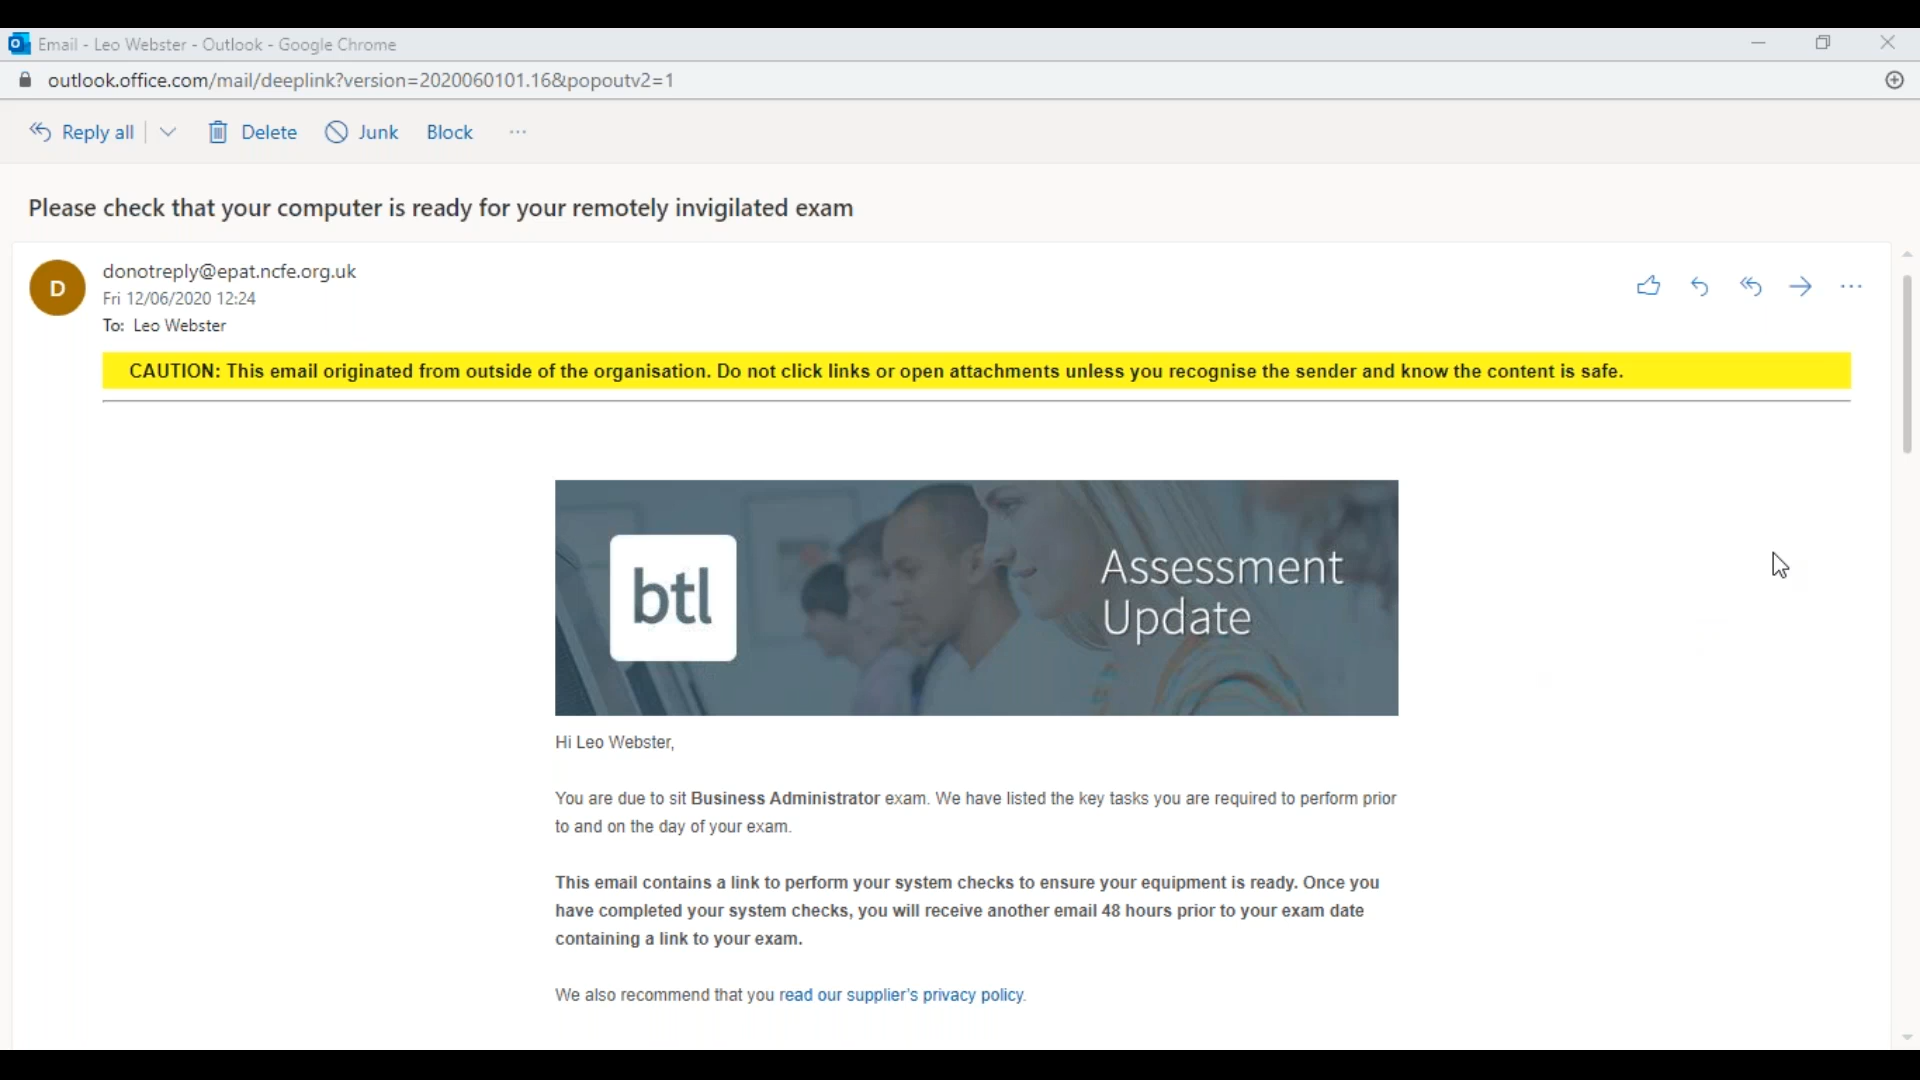 Email - Leo Webster - Outlook - Google Chrome
outlook.office.com/mail/deeplink?version=2020060101.16&popoutv2=1
Reply all Delete Junk Block ...
Please check that your computer is ready for your remotely invigilated exam
D
donotreply@epat.ncfe.org.uk
Fri 12/06/2020 12:24
To: Leo Webster
CAUTION: This email originated from outside of the organisation. Do not click links or open attachments unless you recognise the sender and know the content is safe.
btl
Assessment
Update
Hi Leo Webster,
You are due to sit Business Administrator exam. We have listed the key tasks you are required to perform prior
to and on the day of your exam.
This email contains a link to perform your system checks to ensure your equipment is ready. Once you
have completed your system checks, you will receive another email 48 hours prior to your exam date
containing a link to your exam.
We also recommend that you read our supplier's privacy policy.